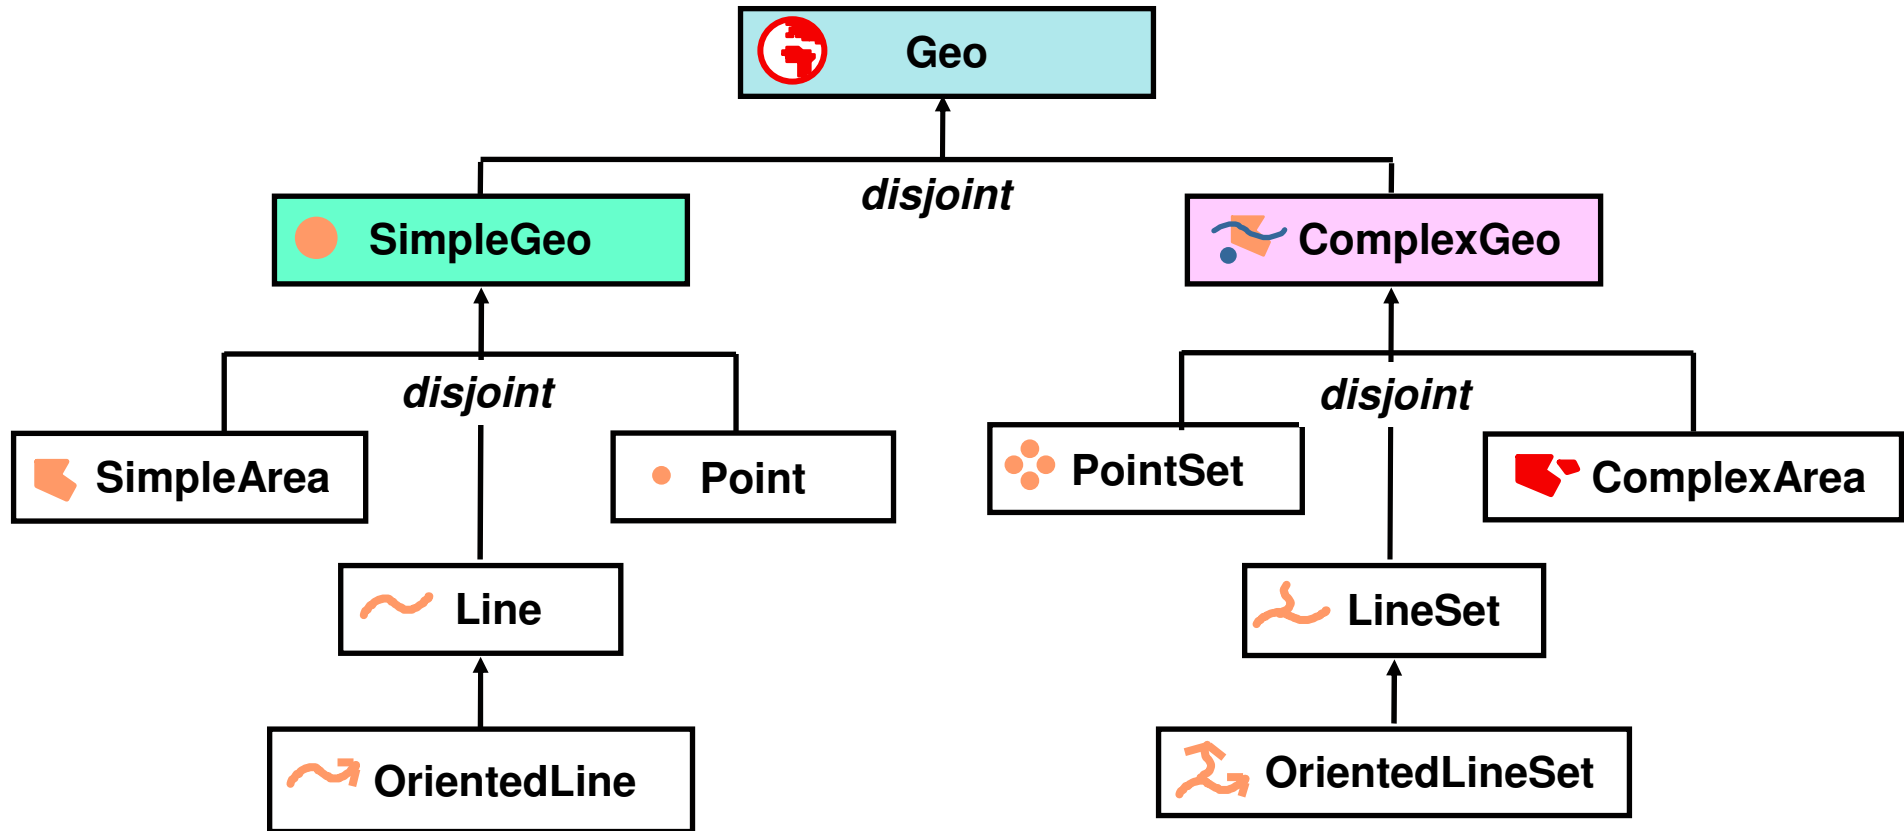 Geo
disjoint
SimpleGeo
ComplexGeo
disjoint
disjoint
SimpleArea
Point
PointSet
ComplexArea
Line
LineSet
OrientedLine
OrientedLineSet